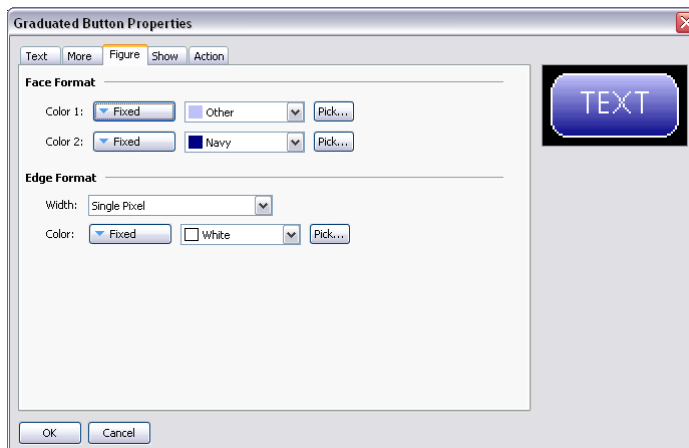 Graduated Button Properties
Text More Figure Show Action
Face Format
Color 1: Fixed Other Pick...
Color 2: Fixed Navy Pick...
Edge Format
Width: Single Pixel
Color: Fixed White Pick...
TEXT
OK Cancel